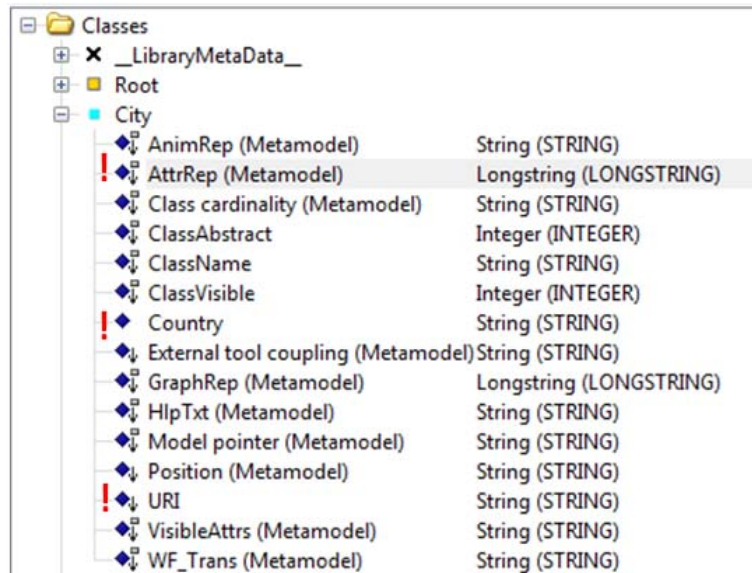 Classes
__LibraryMetaData__
Root
City
AnimRep (Metamodel) String (STRING)
! AttrRep (Metamodel) Longstring (LONGSTRING)
Class cardinality (Metamodel) String (STRING)
ClassAbstract Integer (INTEGER)
ClassName String (STRING)
ClassVisible Integer (INTEGER)
! Country String (STRING)
External tool coupling (Metamodel) String (STRING)
GraphRep (Metamodel) Longstring (LONGSTRING)
HlpTxt (Metamodel) String (STRING)
Model pointer (Metamodel) String (STRING)
Position (Metamodel) String (STRING)
! URI String (STRING)
VisibleAttrs (Metamodel) String (STRING)
WF_Trans (Metamodel) String (STRING)